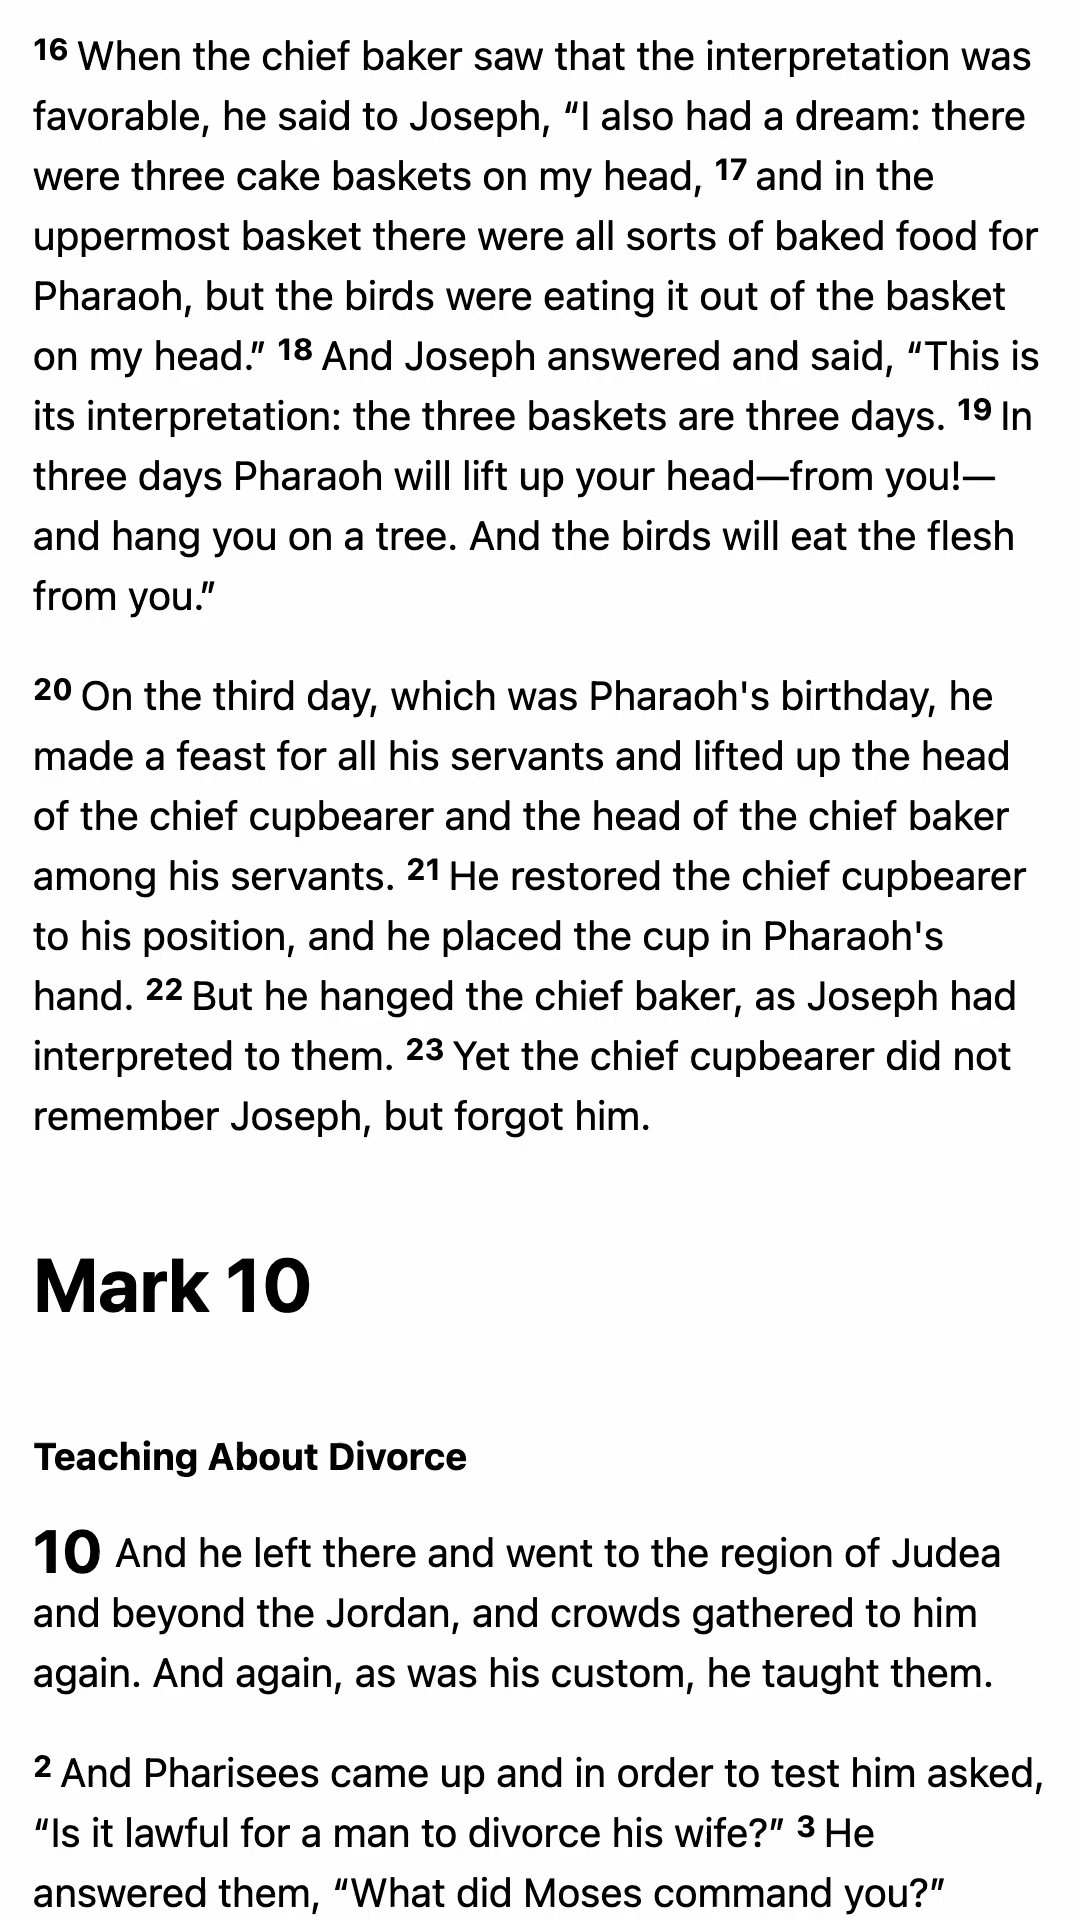 16 When the chief baker saw that the interpretation was
favorable, he said to Joseph, “I also had a dream: there
were three cake baskets on my head, 17 and in the
uppermost basket there were all sorts of baked food for
Pharaoh, but the birds were eating it out of the basket
on my head.” 18 And Joseph answered and said, “This is
its interpretation: the three baskets are three days. 19 In
three days Pharaoh will lift up your head—from you!—
and hang you on a tree. And the birds will eat the flesh
from you.”
20 On the third day, which was Pharaoh's birthday, he
made a feast for all his servants and lifted up the head
of the chief cupbearer and the head of the chief baker
among his servants. 21 He restored the chief cupbearer
to his position, and he placed the cup in Pharaoh's
hand. 22 But he hanged the chief baker, as Joseph had
interpreted to them. 23 Yet the chief cupbearer did not
remember Joseph, but forgot him.
Mark 10
Teaching About Divorce
10 And he left there and went to the region of Judea
and beyond the Jordan, and crowds gathered to him
again. And again, as was his custom, he taught them.
2 And Pharisees came up and in order to test him asked,
“Is it lawful for a man to divorce his wife?” 3 He
answered them, “What did Moses command you?”